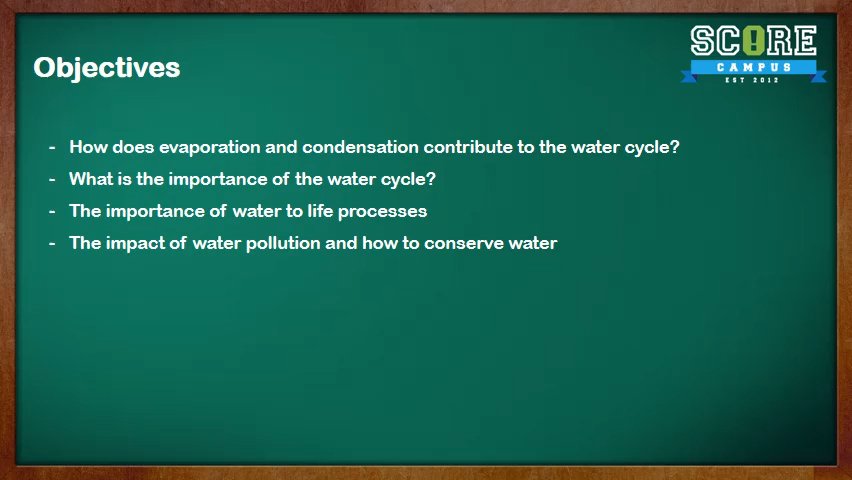 SCORE
CAMPUS
EST 2012
Objectives
- How does evaporation and condensation contribute to the water cycle?
- What is the importance of the water cycle?
- The importance of water to life processes
- The impact of water pollution and how to conserve water